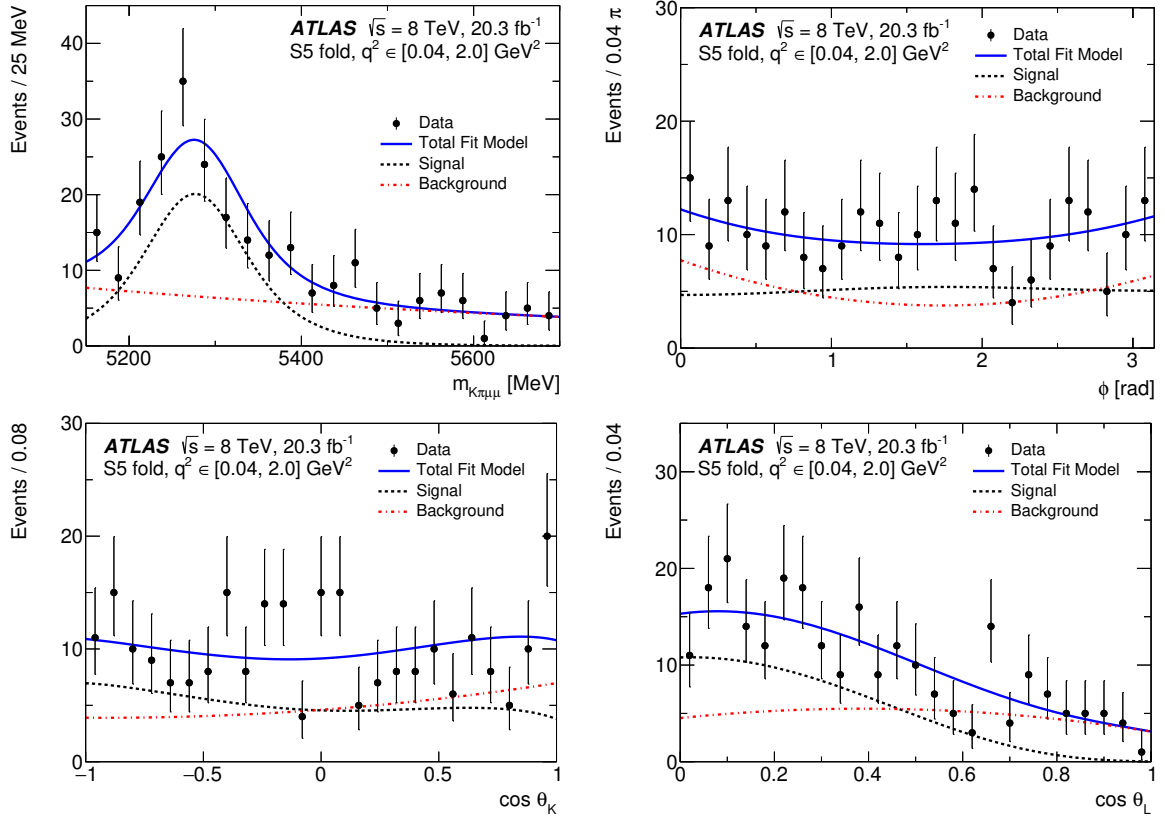 ATLAS √s = 8 TeV, 20.3 fb⁻¹
S5 fold, q² ∈ [0.04, 2.0] GeV²
Data
Total Fit Model
Signal
Background
Events / 25 MeV
0
10
20
30
40
5200
5400
5600
m_Kπμμ [MeV]
ATLAS √s = 8 TeV, 20.3 fb⁻¹
S5 fold, q² ∈ [0.04, 2.0] GeV²
Data
Total Fit Model
Signal
Background
Events / 0.04 π
0
10
20
30
0
1
2
3
ϕ [rad]
ATLAS √s = 8 TeV, 20.3 fb⁻¹
S5 fold, q² ∈ [0.04, 2.0] GeV²
Data
Total Fit Model
Signal
Background
Events / 0.08
0
10
20
30
−1
−0.5
0
0.5
1
cos θ_K
ATLAS √s = 8 TeV, 20.3 fb⁻¹
S5 fold, q² ∈ [0.04, 2.0] GeV²
Data
Total Fit Model
Signal
Background
Events / 0.04
0
5
10
15
20
25
30
0
0.2
0.4
0.6
0.8
1
cos θ_L